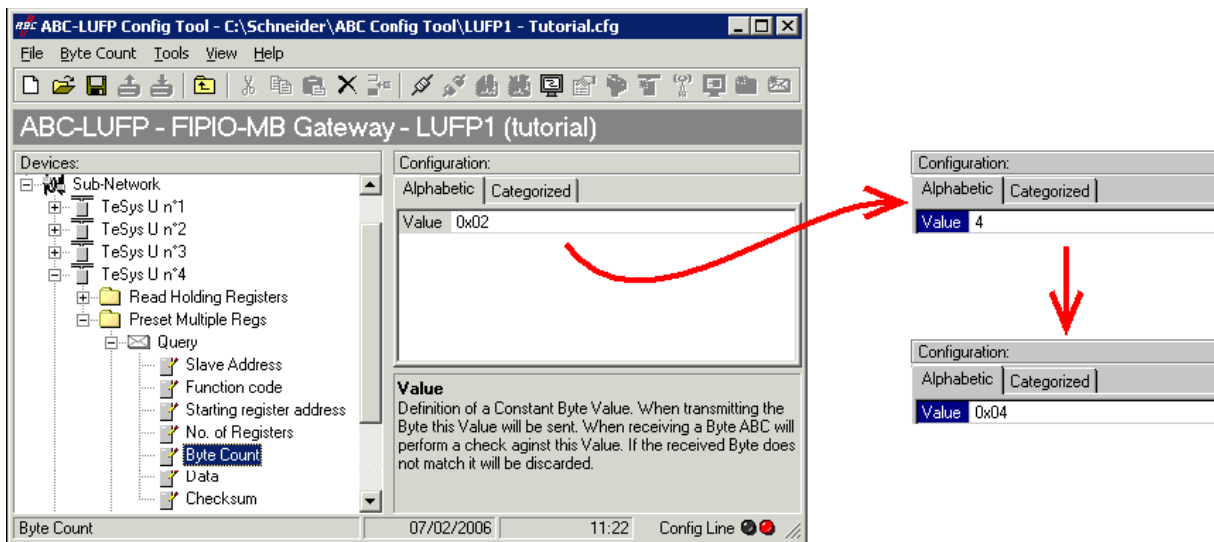 ABC ABC-LUFP Config Tool - C:\Schneider\ABC Config Tool\LUFP1 - Tutorial.cfg
File Byte Count Tools View Help
ABC-LUFP - FIPIO-MB Gateway - LUFP1 (tutorial)
Devices:
Sub-Network
TeSys U n°1
TeSys U n°2
TeSys U n°3
TeSys U n°4
Read Holding Registers
Preset Multiple Regs
Query
Slave Address
Function code
Starting register address
No. of Registers
Byte Count
Data
Checksum
Configuration:
Alphabetic Categorized
Value 0x02
Value
Definition of a Constant Byte Value. When transmitting the
Byte this Value will be sent. When receiving a Byte ABC will
perform a check aginst this Value. If the received Byte does
not match it will be discarded.
Byte Count 07/02/2006 11:22 Config Line
Configuration:
Alphabetic Categorized
Value 4
Configuration:
Alphabetic Categorized
Value 0x04